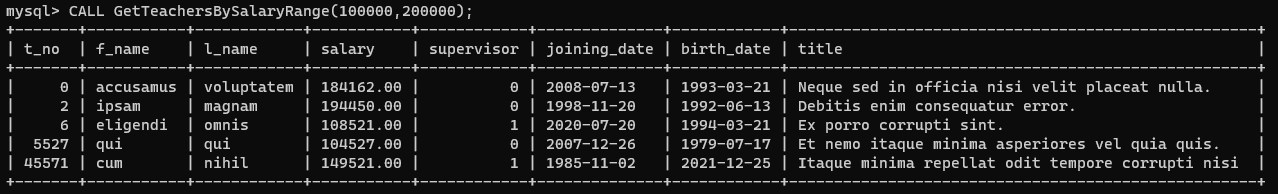 mysql> CALL GetTeachersBySalaryRange(100000,200000);
+-------+-----------+------------+-----------+------------+--------------+------------+----------------------------------------------------+
| t_no  | f_name    | l_name     | salary    | supervisor | joining_date | birth_date | title                                              |
+-------+-----------+------------+-----------+------------+--------------+------------+----------------------------------------------------+
|     0 | accusamus | voluptatem | 184162.00 |          0 | 2008-07-13   | 1993-03-21 | Neque sed in officia nisi velit placeat nulla.     |
|     2 | ipsam     | magnam     | 194450.00 |          0 | 1998-11-20   | 1992-06-13 | Debitis enim consequatur error.                    |
|     6 | eligendi  | omnis      | 108521.00 |          1 | 2020-07-20   | 1994-03-21 | Ex porro corrupti sint.                            |
|  5527 | qui       | qui        | 104527.00 |          0 | 2007-12-26   | 1979-07-17 | Et nemo itaque minima asperiores vel quia quis.    |
| 45571 | cum       | nihil      | 149521.00 |          1 | 1985-11-02   | 2021-12-25 | Itaque minima repellat odit tempore corrupti nisi  |
+-------+-----------+------------+-----------+------------+--------------+------------+----------------------------------------------------+